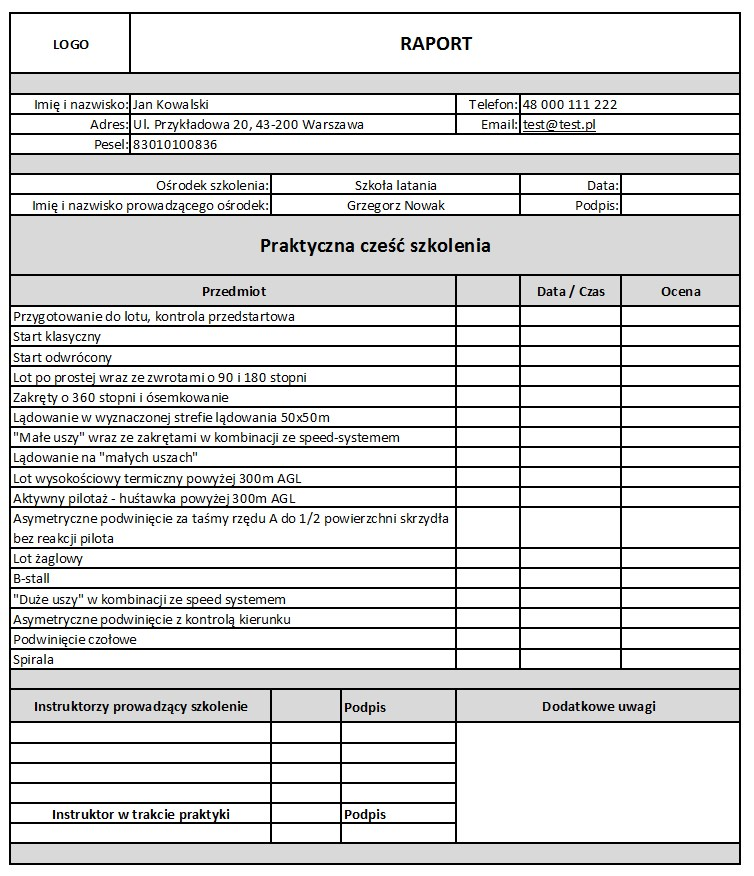 LOGO
RAPORT
Imię i nazwisko: Jan Kowalski Telefon: 48 000 111 222
Adres: Ul. Przykładowa 20, 43-200 Warszawa Email: test@test.pl
Pesel: 83010100836
Ośrodek szkolenia: Szkoła latania Data:
Imię i nazwisko prowadzącego ośrodek: Grzegorz Nowak Podpis:
Praktyczna cześć szkolenia
Przedmiot Data / Czas Ocena
Przygotowanie do lotu, kontrola przedstartowa
Start klasyczny
Start odwrócony
Lot po prostej wraz ze zwrotami o 90 i 180 stopni
Zakręty o 360 stopni i ósemkowanie
Lądowanie w wyznaczonej strefie lądowania 50x50m
"Małe uszy" wraz ze zakrętami w kombinacji ze speed-systemem
Lądowanie na "małych uszach"
Lot wysokościowy termiczny powyżej 300m AGL
Aktywny pilotaż - huśtawka powyżej 300m AGL
Asymetryczne podwinięcie za taśmy rzędu A do 1/2 powierzchni skrzydła
bez reakcji pilota
Lot żaglowy
B-stall
"Duże uszy" w kombinacji ze speed systemem
Asymetryczne podwinięcie z kontrolą kierunku
Podwinięcie czołowe
Spirala
Instruktorzy prowadzący szkolenie Podpis Dodatkowe uwagi
Instruktor w trakcie praktyki Podpis